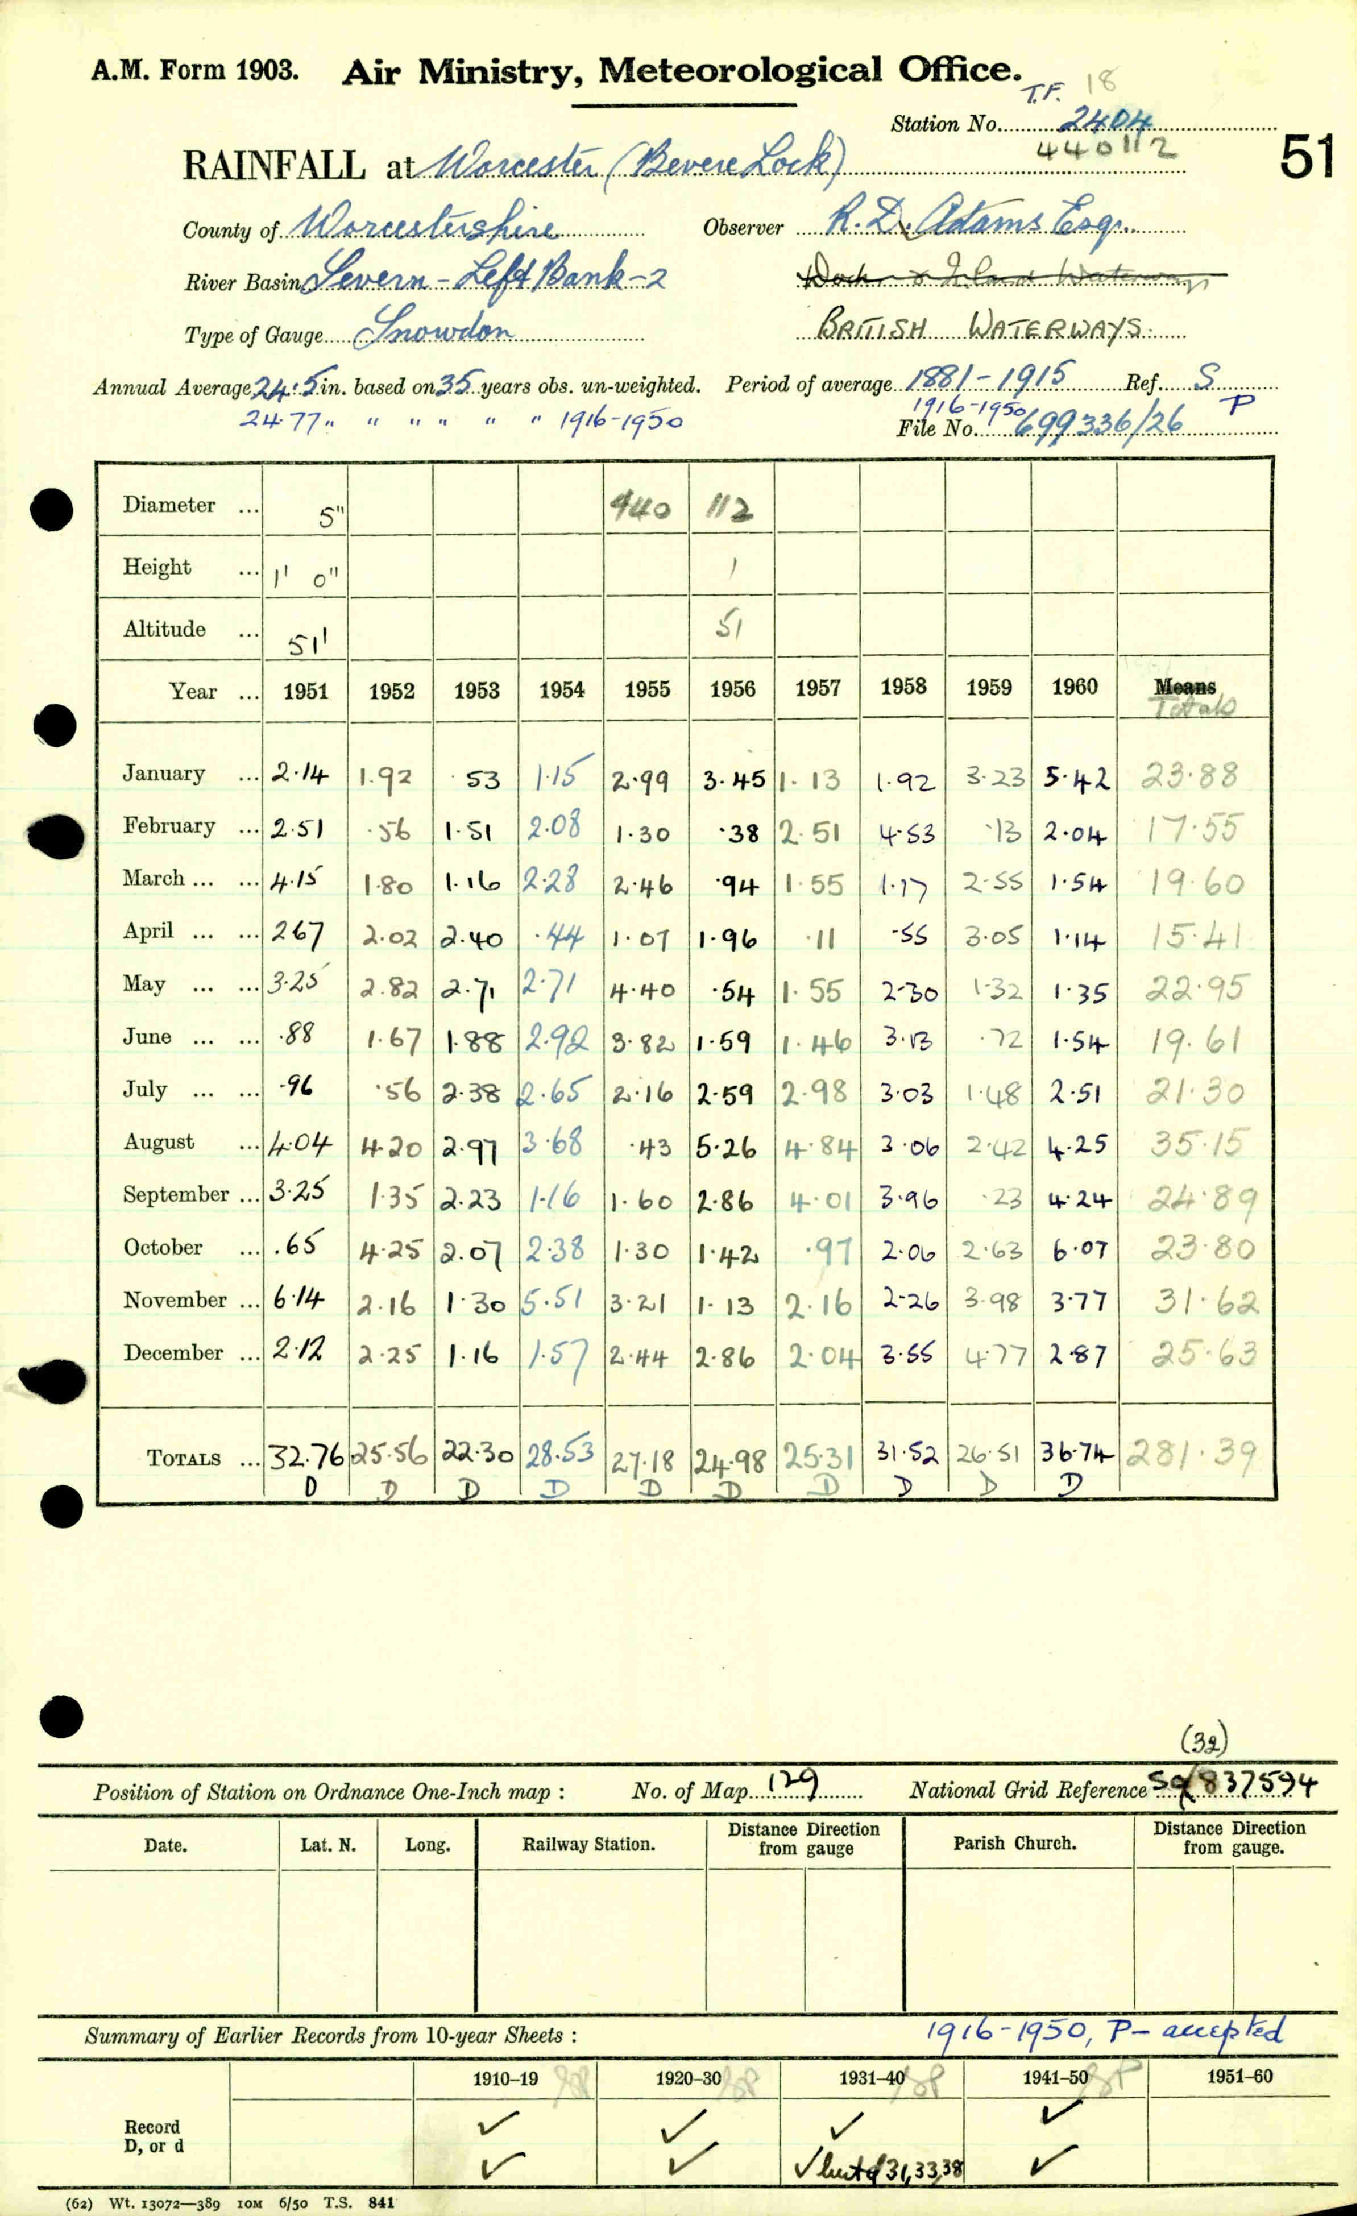 A.M. Form 1903. Air Ministry, Meteorological Office.
T.F. 18
Station No. 2404
440112
51
RAINFALL at Worcester (Bevere Lock)
County of Worcestershire Observer R. D. Adams Esq.
River Basin Severn - Left Bank - 2 Dock & Inland Waterways
Type of Gauge Snowdon BRITISH WATERWAYS.
Annual Average 24.5 in. based on 35 years obs. un-weighted. Period of average 1881-1915 Ref. S
24.77 " " " " " " 1916-1950 1916-1950 P
File No. 699336/26
Diameter ... 5" 440 112
Height ... 1' 0" 1
Altitude ... 51' 51
Year ... 1951 1952 1953 1954 1955 1956 1957 1958 1959 1960 Means
Totals
January ... 2.14 1.92 .53 1.15 2.99 3.45 1.13 1.92 3.23 5.42 23.88
February ... 2.51 .56 1.51 2.08 1.30 .38 2.51 4.53 .13 2.04 17.55
March ... ... 4.15 1.80 1.16 2.28 2.46 .94 1.55 1.17 2.55 1.54 19.60
April ... ... 2.67 2.02 2.40 .44 1.07 1.96 .11 .55 3.05 1.14 15.41
May ... ... 3.25 2.82 2.71 2.71 4.40 .54 1.55 2.30 1.32 1.35 22.95
June ... ... .88 1.67 1.88 2.92 3.82 1.59 1.46 3.13 .72 1.54 19.61
July ... ... .96 .56 2.38 2.65 2.16 2.59 2.98 3.03 1.48 2.51 21.30
August ... 4.04 4.20 2.97 3.68 .43 5.26 4.84 3.06 2.42 4.25 35.15
September ... 3.25 1.35 2.23 1.16 1.60 2.86 4.01 3.96 .23 4.24 24.89
October ... .65 4.25 2.07 2.38 1.30 1.42 .97 2.06 2.63 6.07 23.80
November ... 6.14 2.16 1.30 5.51 3.21 1.13 2.16 2.26 3.98 3.77 31.62
December ... 2.12 2.25 1.16 1.57 2.44 2.86 2.04 3.55 4.77 2.87 25.63
TOTALS ... 32.76 25.56 22.30 28.53 27.18 24.98 25.31 31.52 26.51 36.74 281.39
D D D D D D D D D D
(32)
Position of Station on Ordnance One-Inch map : No. of Map 129 National Grid Reference SO/837594
Date. Lat. N. Long. Railway Station. Distance from Direction gauge Parish Church. Distance from Direction gauge.
Summary of Earlier Records from 10-year Sheets : 1916-1950, P - accepted
1910–19 1920–30 1931–40 1941–50 1951–60
Record ✓ ✓ ✓ ✓
D, or d ✓ ✓ ✓ but d 31,33,38 ✓
(62) Wt. 13072—389 10M 6/50 T.S. 841